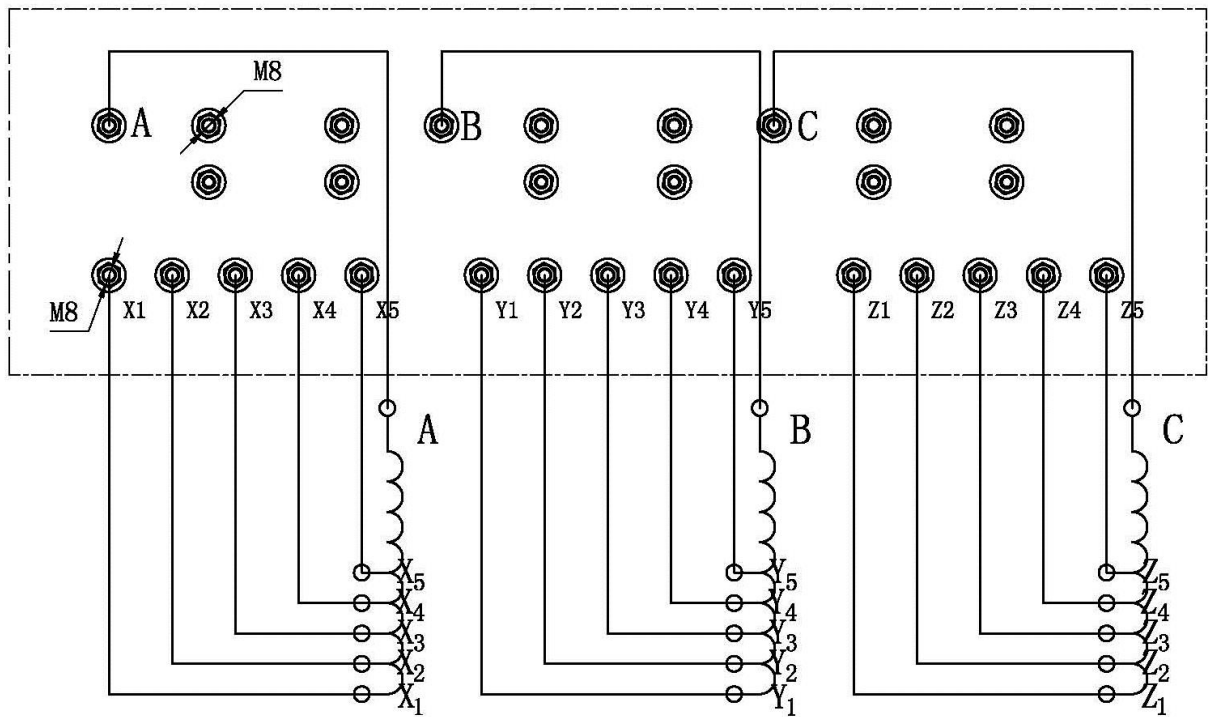 M8
A B C
M8 X1 X2 X3 X4 X5 Y1 Y2 Y3 Y4 Y5 Z1 Z2 Z3 Z4 Z5
A B C
X5 Y5 Z5
X4 Y4 Z4
X3 Y3 Z3
X2 Y2 Z2
X1 Y1 Z1